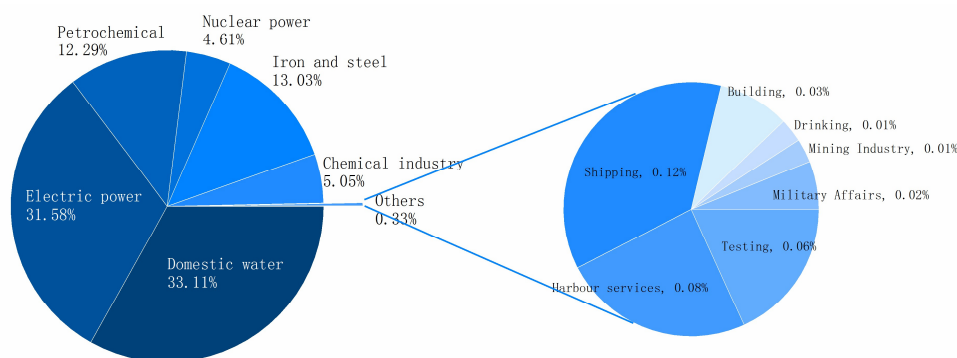 Nuclear power
4.61%
Petrochemical
12.29%
Iron and steel
13.03%
Chemical industry
5.05%
Electric power
31.58%
Others
0.33%
Domestic water
33.11%
Building, 0.03%
Drinking, 0.01%
Mining Industry, 0.01%
Shipping, 0.12%
Military Affairs, 0.02%
Testing, 0.06%
Harbour services, 0.08%